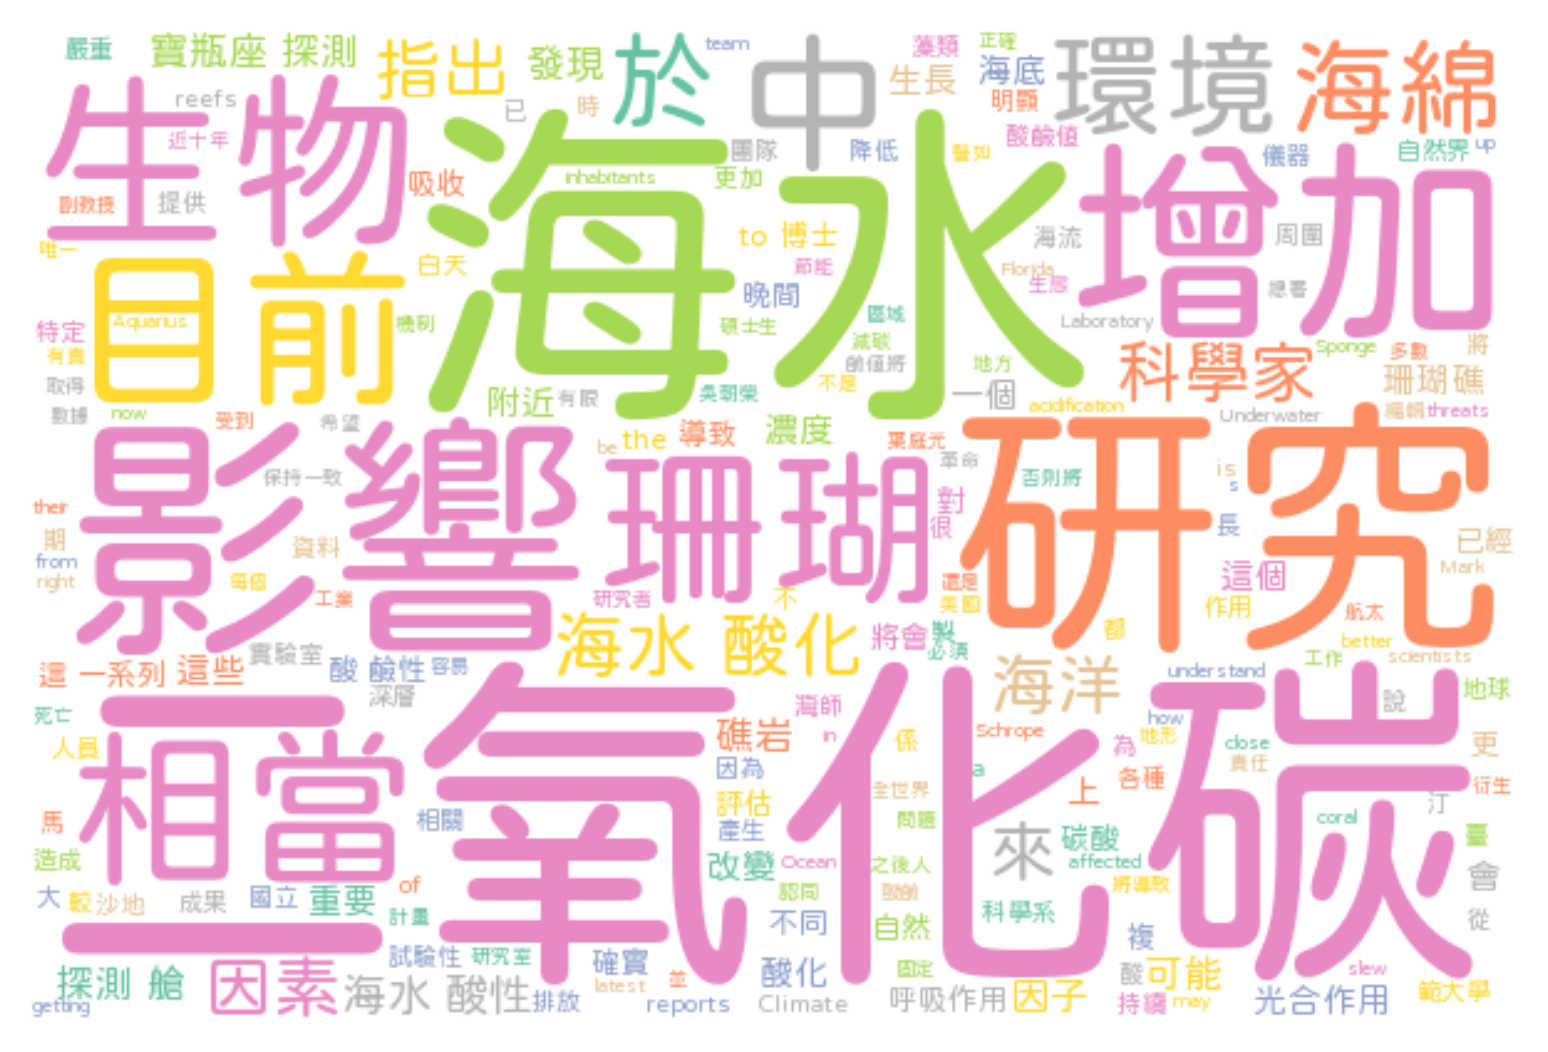 嚴重
寶瓶座 探測
指出
發現
於
team
中
藻類
正確
生長
海底
明顯
環境
海綿
生物
reefs
近十年
副教授
提供
已
時
海水
團隊
降低
譬如
酸鹼值
儀器
自然界
up
吸收
inhabitants
更加
增加
唯一
目前
白天
to 博士
節能
晚間
海流
Florida
生態
周圍
總署
特定
Aquarius
有責
機制
取得
碩士生
區域
減碳
前值將
不是
地方
Laboratory
科學家
Sponge
多數
將
珊瑚礁
數據
now
受到
希望
附近
有限
吳朝榮
一個
acidification
Underwater
編輯
threats
影響
保持一致
be
the
導致
濃度
葉庭光
革命
珊瑚
對
很
否則將
研究
is
s
長
their
期
from
right
資料
每個
工業
研究者
不
還是
美國
這個
作用
已經
Mark
航太
better
海水 酸化
將會
製
必須
都
工作
scientists
這
一系列
這些
實驗室
酸
鹼性
容易
深層
海洋
understand
地球
死亡
二氧化碳
人員
相當
灣師
in
礁岩
因為
係
Schrope
how
地形
為
close
責任
說
更
馬
造成
相關
評估
產生
全世界
問題
a
上
各種
衍生
汀
coral
臺
改變
Ocean
之後人
來
碳酸
affected
將導致
會
大
較
沙地
成果
國立
重要
of
計畫
認同
酸鹼
不同
自然
科學系
複
從
探測 艙
因素
海水 酸性
試驗性
研究室
確實
latest
並
酸化
固定
酸
可能
slew
範大學
getting
排放
reports
Climate
呼吸作用
因子
持續
may
光合作用